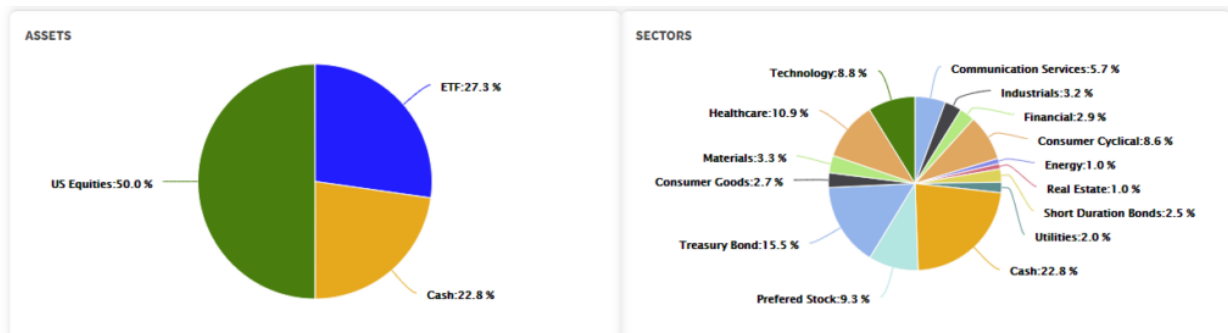 ASSETS
ETF:27.3 %
US Equities:50.0 %
Cash:22.8 %
SECTORS
Technology:8.8 %
Communication Services:5.7 %
Industrials:3.2 %
Healthcare:10.9 %
Financial:2.9 %
Consumer Cyclical:8.6 %
Materials:3.3 %
Energy:1.0 %
Consumer Goods:2.7 %
Real Estate:1.0 %
Short Duration Bonds:2.5 %
Utilities:2.0 %
Treasury Bond:15.5 %
Cash:22.8 %
Prefered Stock:9.3 %